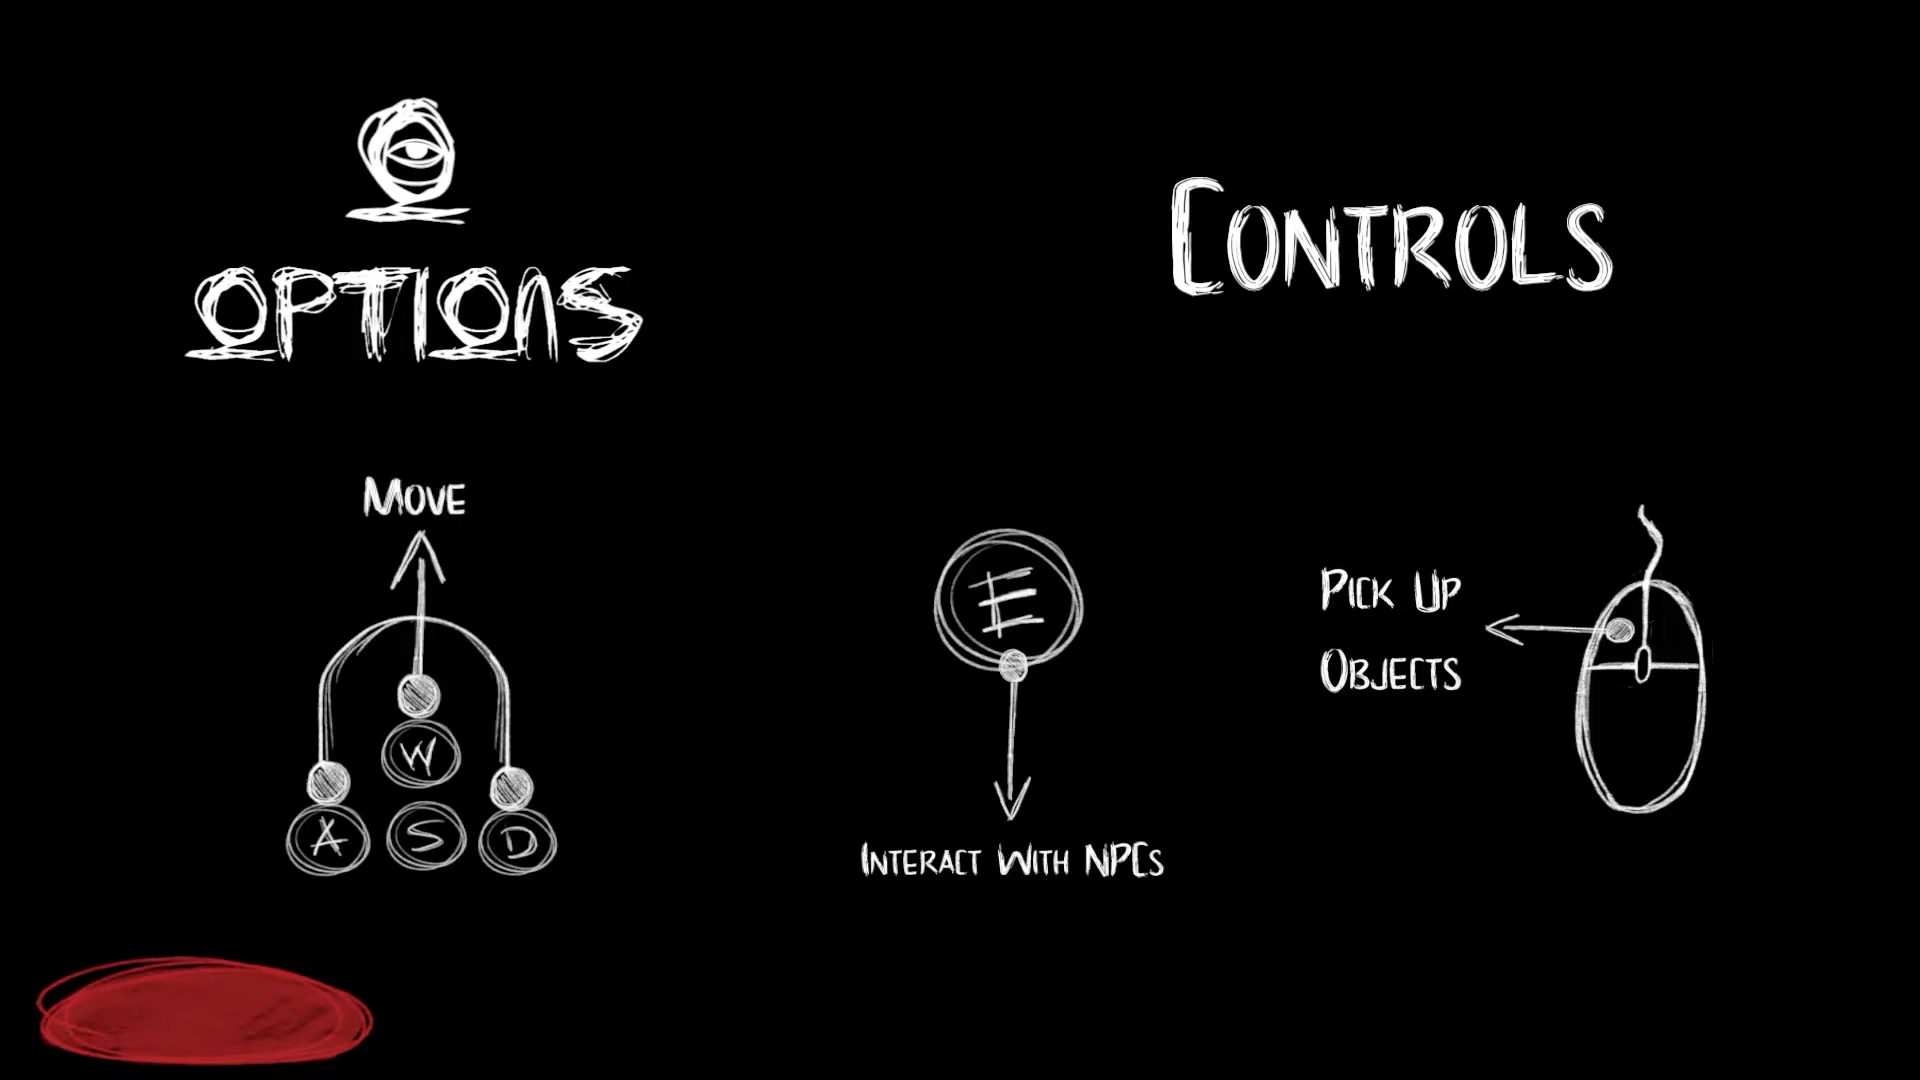 OPTIONS
CONTROLS
MOVE
W
A S D
E
INTERACT WITH NPCS
PICK UP
OBJECTS